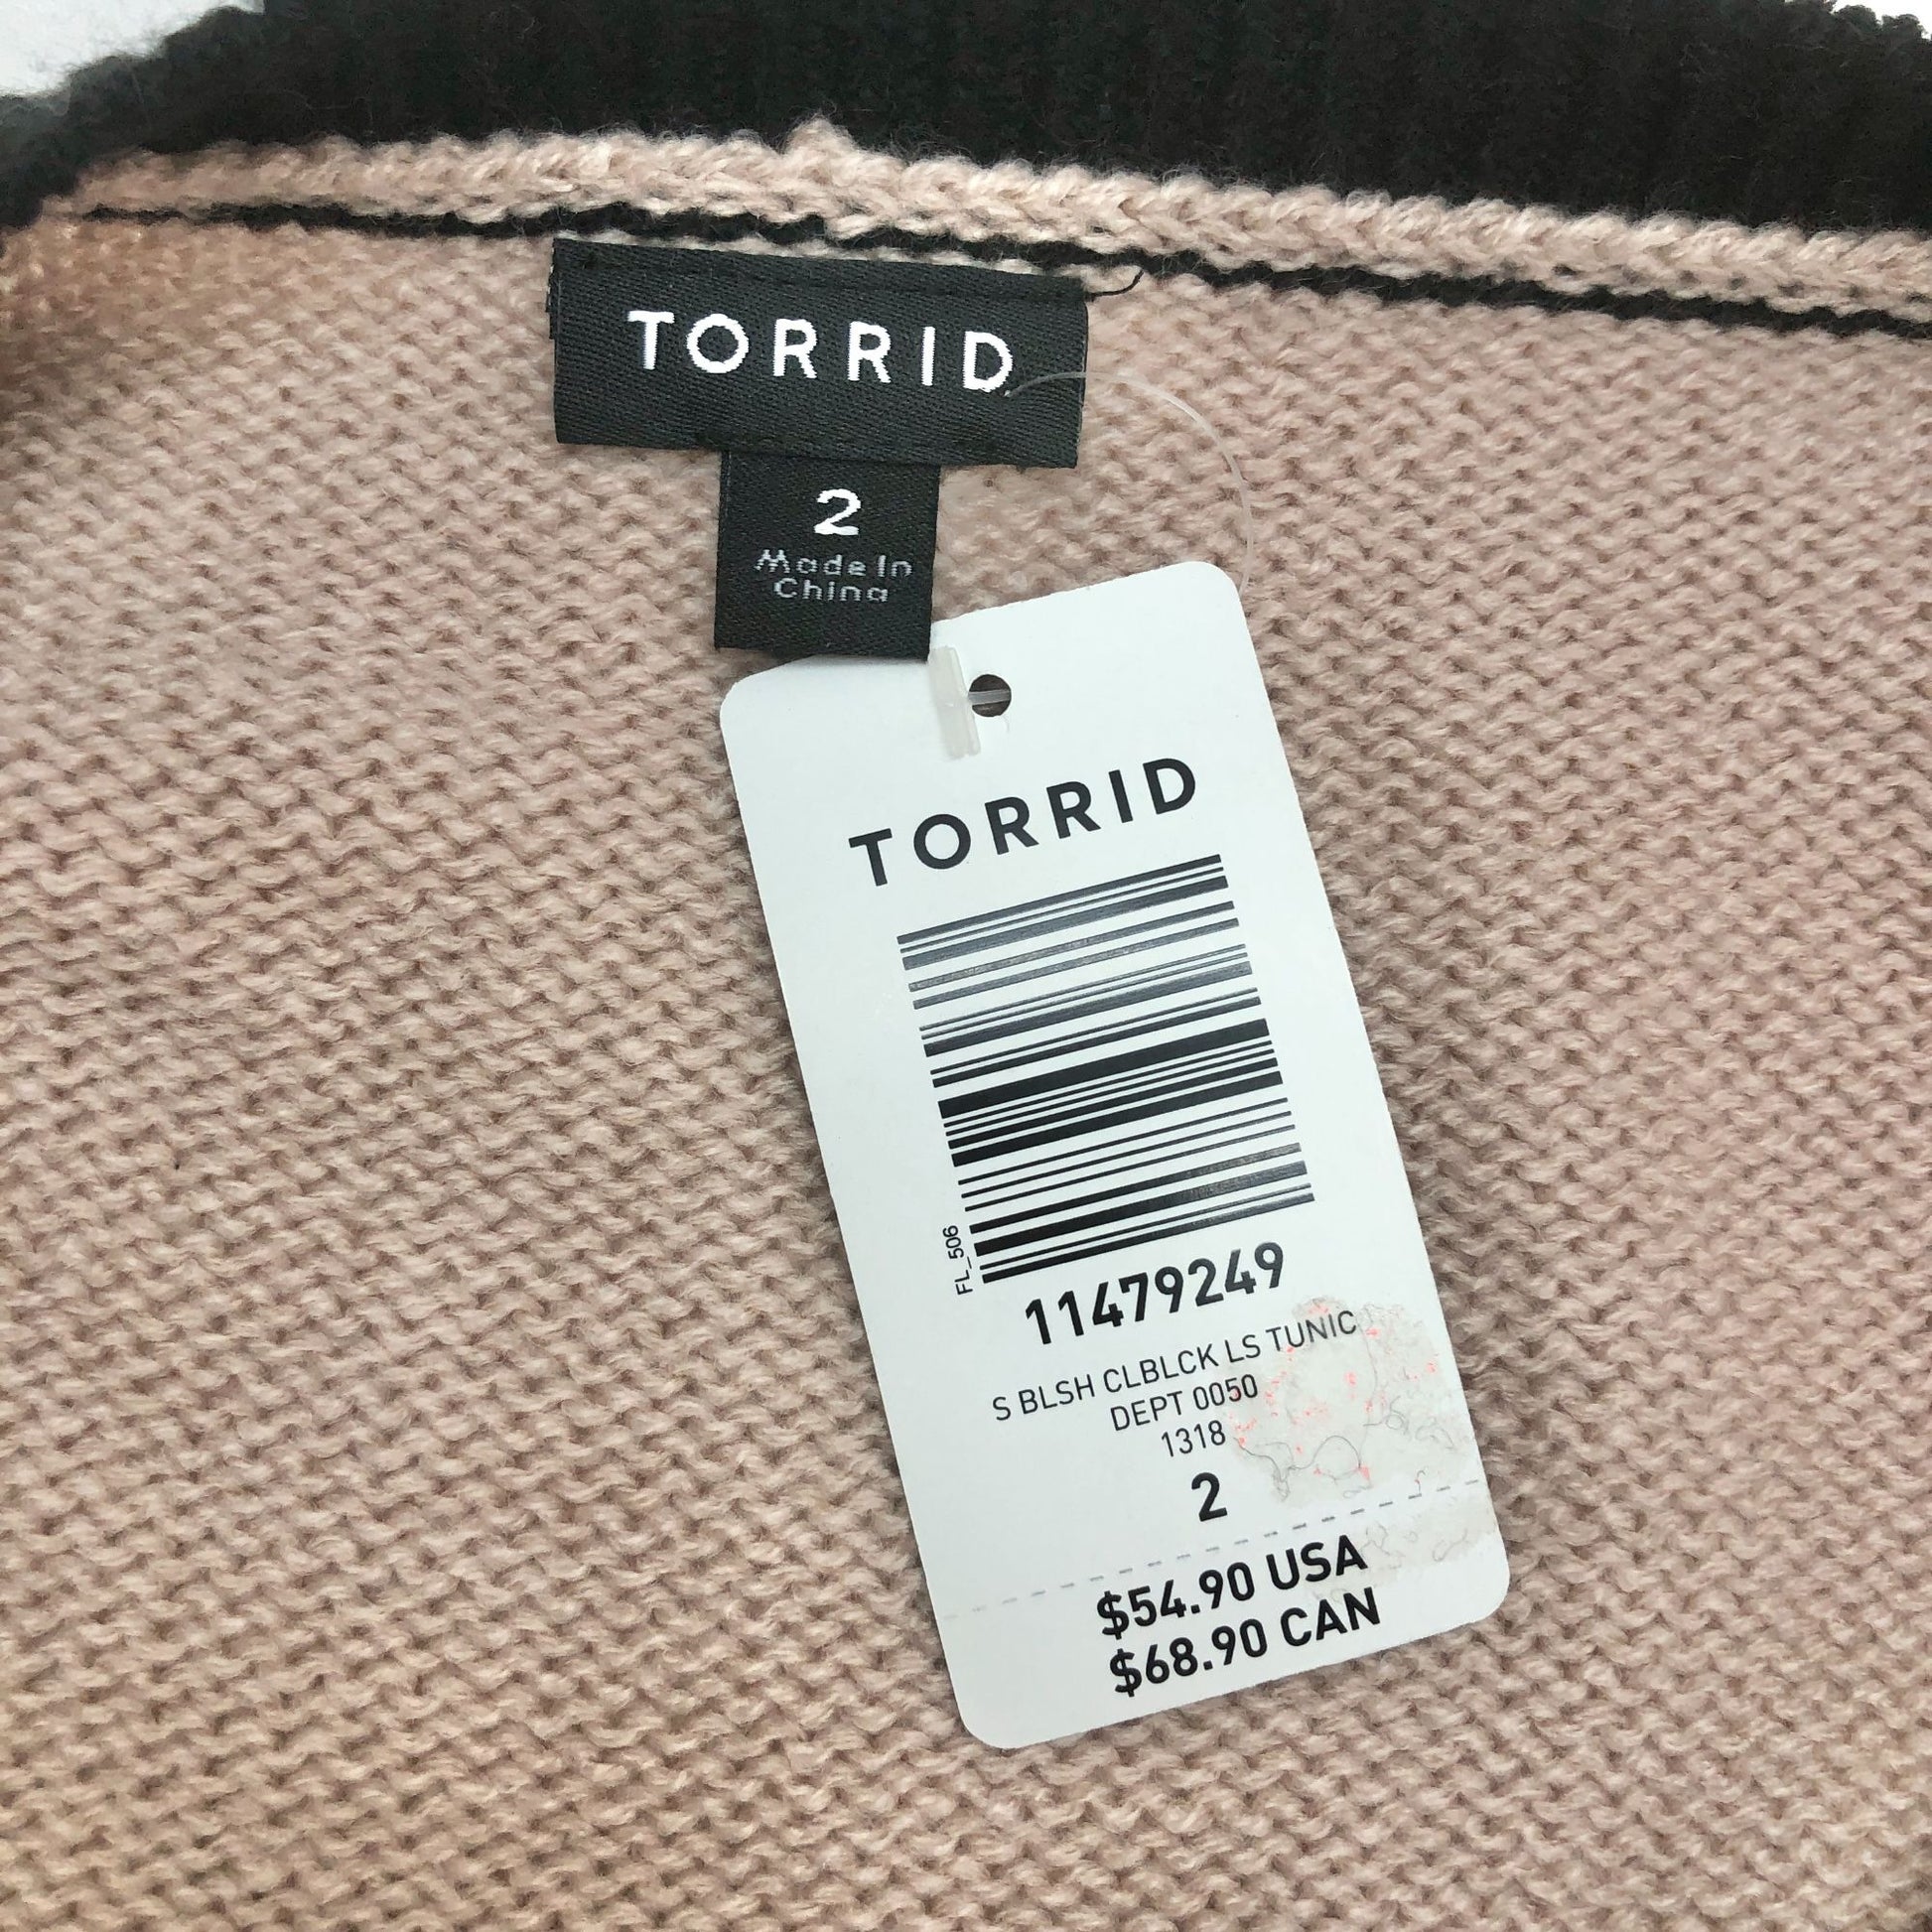 TORRID
2
Made In
China
TORRID
FL_506
11479249
S BLSH CLBLCK LS TUNIC
DEPT 0050
1318
2
$54.90 USA
$68.90 CAN